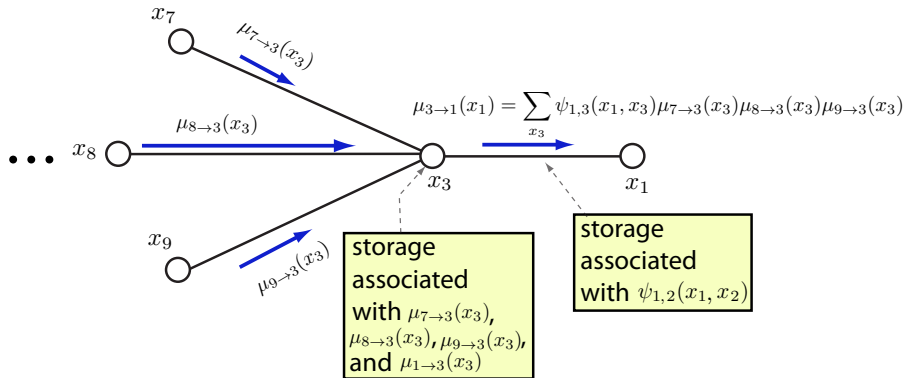 x₇
μ₇→₃(x₃)
μ₃→₁(x₁) = ∑ₓ₃ ψ₁,₃(x₁, x₃)μ₇→₃(x₃)μ₈→₃(x₃)μ₉→₃(x₃)
μ₈→₃(x₃)
... x₈
x₃
x₁
x₉
μ₉→₃(x₃)
storage
associated
with μ₇→₃(x₃),
μ₈→₃(x₃), μ₉→₃(x₃),
and μ₁→₃(x₃)
storage
associated
with ψ₁,₂(x₁, x₂)